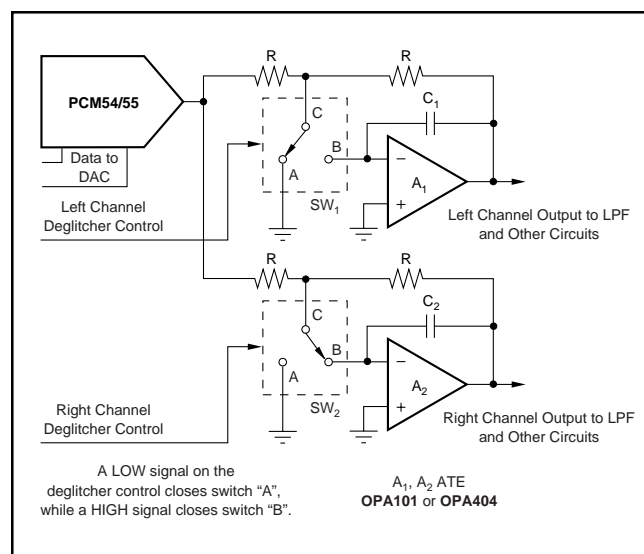 R
R
PCM54/55
C₁
C
B
−
A
A₁
+
SW₁
Data to
DAC
Left Channel
Deglitcher Control
Left Channel Output to LPF
and Other Circuits
R
R
C₂
C
B
−
A
A₂
+
SW₂
Right Channel
Deglitcher Control
Right Channel Output to LPF
and Other Circuits
A LOW signal on the
deglitcher control closes switch “A”,
while a HIGH signal closes switch “B”.
A₁, A₂ ATE
OPA101 or OPA404